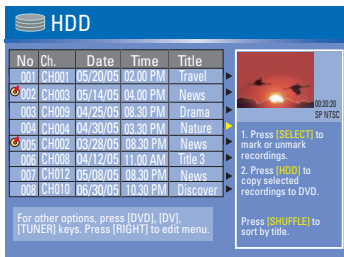 HDD
No Ch. Date Time Title
001 CH001 05/20/05 02.00 PM Travel
002 CH003 05/14/05 04.00 PM News
003 CH009 04/25/05 08.30 PM Drama
004 CH004 04/30/05 03.30 PM Nature
005 CH002 03/28/05 08.30 PM News
006 CH008 04/12/05 11.00 AM Title 3
007 CH012 05/08/05 08.30 PM News
008 CH010 06/30/05 10.30 PM Discover
00:20:20
SP NTSC
1. Press [SELECT] to
mark or unmark
recordings.
2. Press [HDD] to
copy selected
recordings to DVD.
Press [SHUFFLE] to
sort by title.
For other options, press [DVD], [DV],
[TUNER] keys. Press [RIGHT] to edit menu.